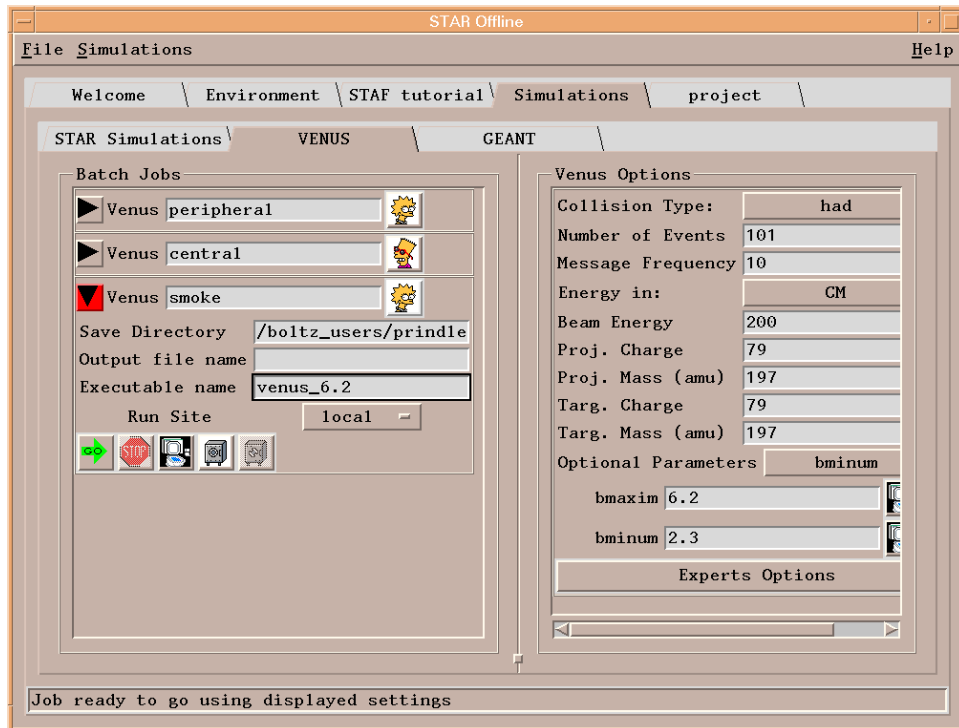 STAR Offline
File Simulations Help
Welcome Environment STAF tutorial Simulations project
STAR Simulations VENUS GEANT
Batch Jobs
Venus peripheral
Venus central
Venus smoke
Save Directory /boltz_users/prindle
Output file name
Executable name venus_6.2
Run Site local
GO STOP
Venus Options
Collision Type: had
Number of Events 101
Message Frequency 10
Energy in: CM
Beam Energy 200
Proj. Charge 79
Proj. Mass (amu) 197
Targ. Charge 79
Targ. Mass (amu) 197
Optional Parameters bminum
bmaxim 6.2
bminum 2.3
Experts Options
Job ready to go using displayed settings